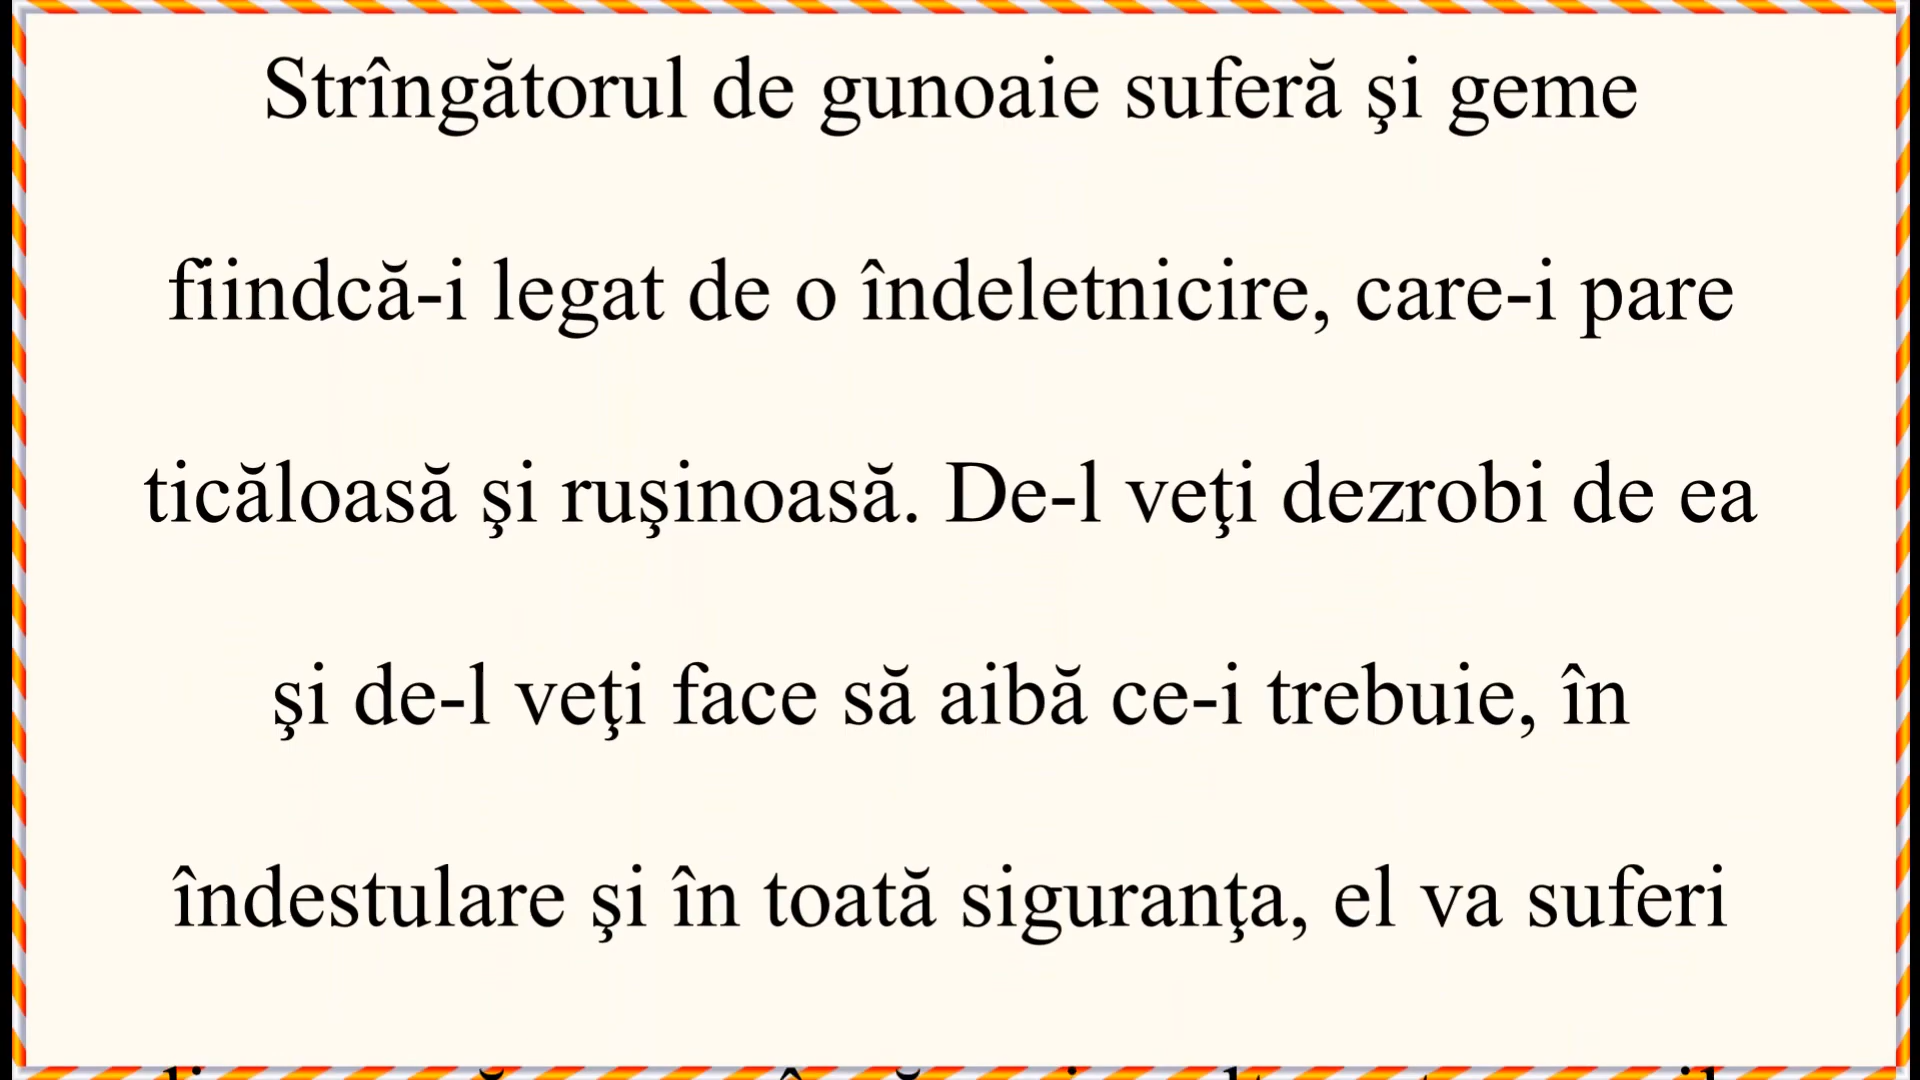 Strîngătorul de gunoaie suferă şi geme
fiindcă-i legat de o îndeletnicire, care-i pare
ticăloasă şi ruşinoasă. De-l veţi dezrobi de ea
şi de-l veţi face să aibă ce-i trebuie, în
îndestulare şi în toată siguranţa, el va suferi